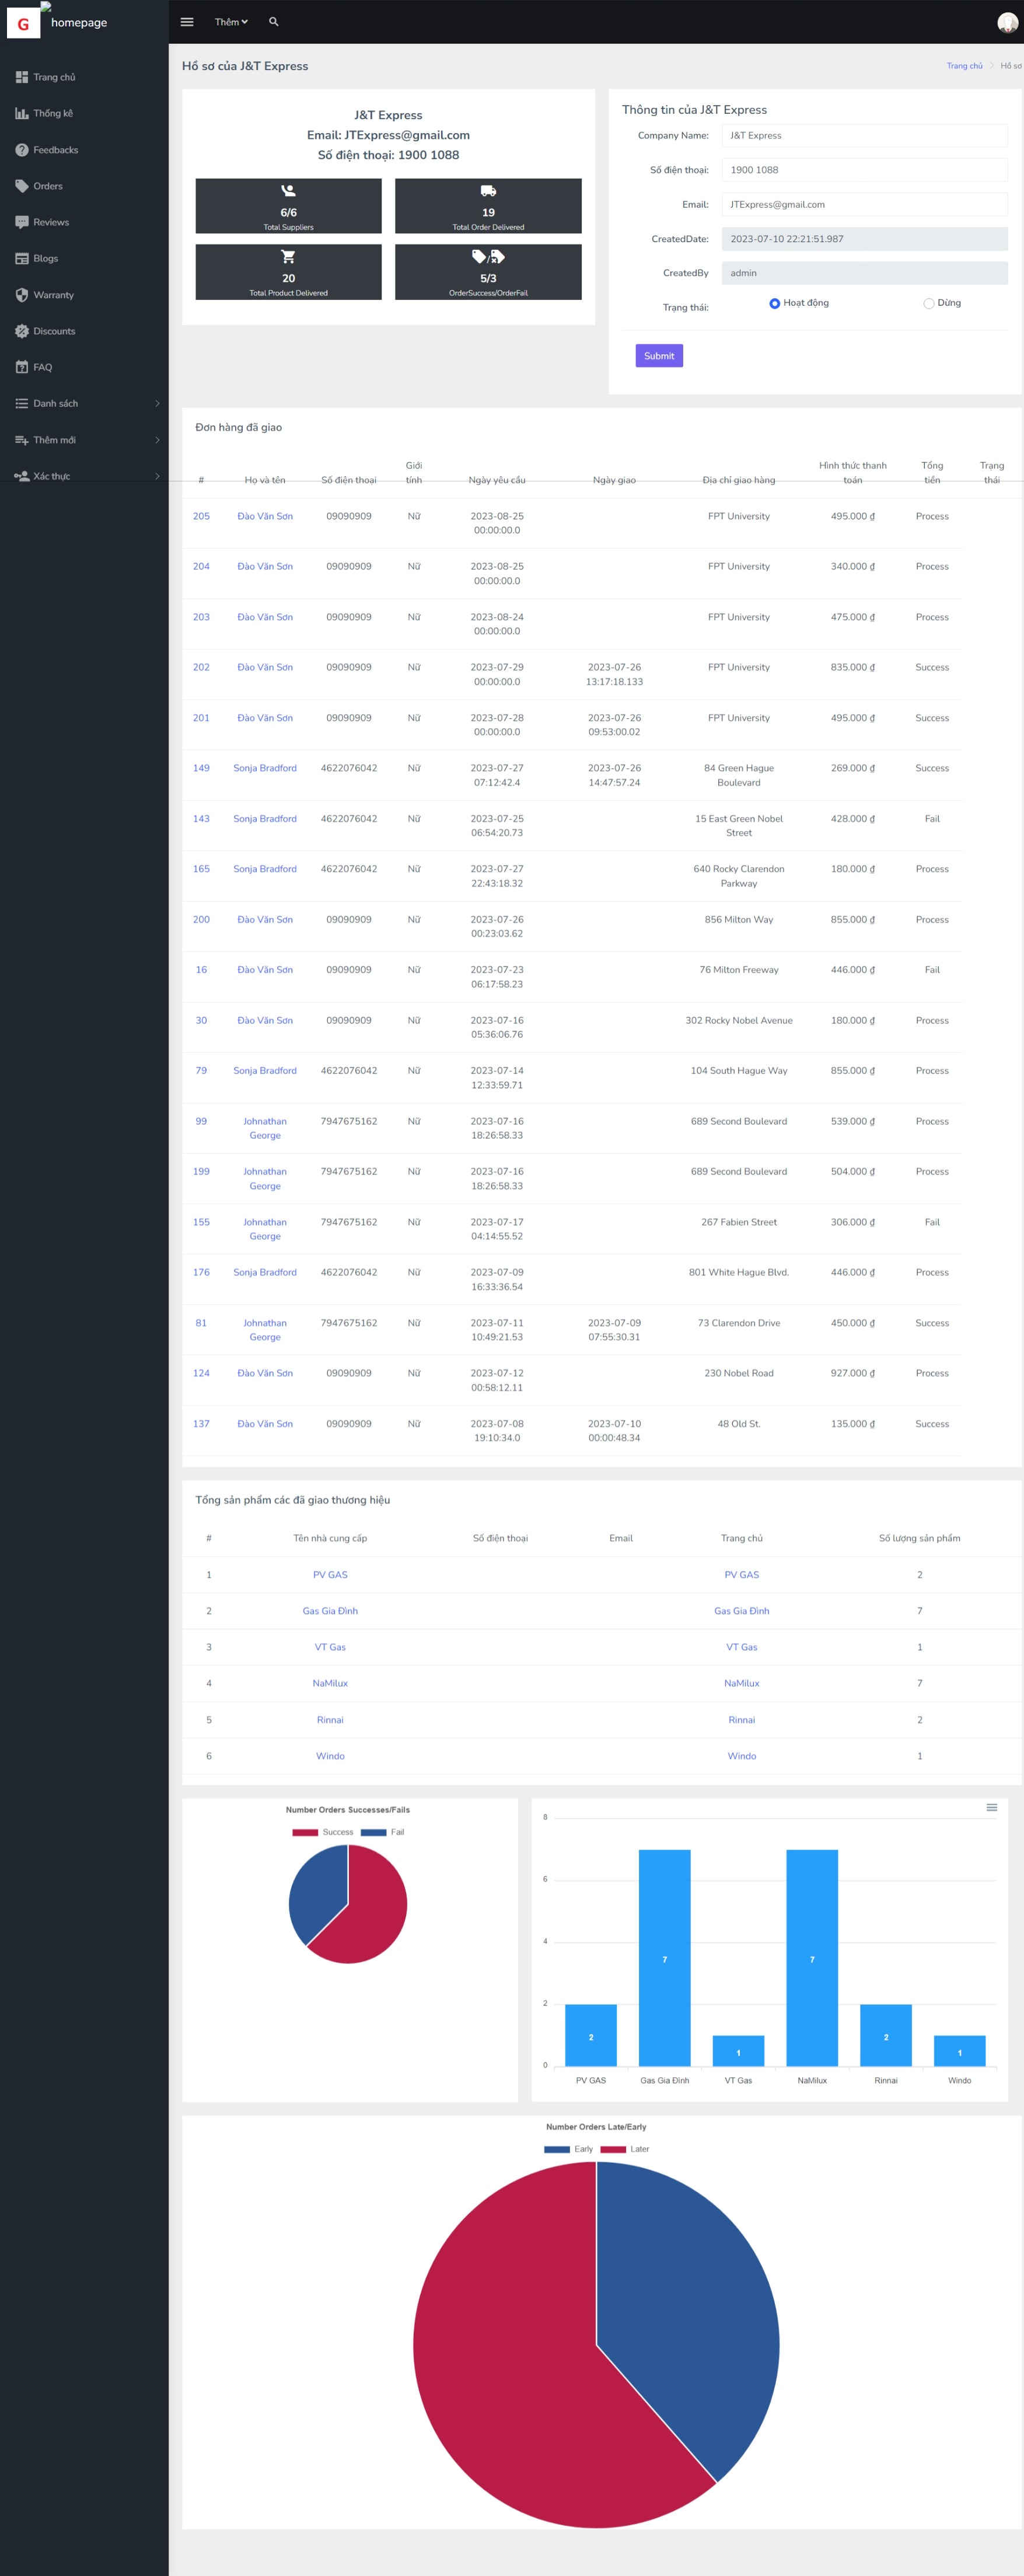 G homepage
Thêm
Trang chủ
Thống kê
Feedbacks
Orders
Reviews
Blogs
Warranty
Discounts
FAQ
Danh sách
Thêm mới
Xác thực
Hồ sơ của J&T Express
Trang chủ > Hồ sơ
J&T Express
Email: JTExpress@gmail.com
Số điện thoại: 1900 1088
6/6
Total Suppliers
19
Total Order Delivered
20
Total Product Delivered
/
5/3
OrderSuccess/OrderFail
Thông tin của J&T Express
Company Name: J&T Express
Số điện thoại: 1900 1088
Email: JTExpress@gmail.com
CreatedDate: 2023-07-10 22:21:51.987
CreatedBy admin
Trạng thái: Hoạt động Dừng
Submit
Đơn hàng đã giao
# Họ và tên Số điện thoại Giới tính Ngày yêu cầu Ngày giao Địa chỉ giao hàng Hình thức thanh toán Tổng tiền Trạng thái
205 Đào Văn Sơn 09090909 Nữ 2023-08-25 00:00:00.0 FPT University 495.000 ₫ Process
204 Đào Văn Sơn 09090909 Nữ 2023-08-25 00:00:00.0 FPT University 340.000 ₫ Process
203 Đào Văn Sơn 09090909 Nữ 2023-08-24 00:00:00.0 FPT University 475.000 ₫ Process
202 Đào Văn Sơn 09090909 Nữ 2023-07-29 00:00:00.0 2023-07-26 13:17:18.133 FPT University 835.000 ₫ Success
201 Đào Văn Sơn 09090909 Nữ 2023-07-28 00:00:00.0 2023-07-26 09:53:00.02 FPT University 495.000 ₫ Success
149 Sonja Bradford 4622076042 Nữ 2023-07-27 07:12:42.4 2023-07-26 14:47:57.24 84 Green Hague Boulevard 269.000 ₫ Success
143 Sonja Bradford 4622076042 Nữ 2023-07-25 06:54:20.73 15 East Green Nobel Street 428.000 ₫ Fail
165 Sonja Bradford 4622076042 Nữ 2023-07-27 22:43:18.32 640 Rocky Clarendon Parkway 180.000 ₫ Process
200 Đào Văn Sơn 09090909 Nữ 2023-07-26 00:23:03.62 856 Milton Way 855.000 ₫ Process
16 Đào Văn Sơn 09090909 Nữ 2023-07-23 06:17:58.23 76 Milton Freeway 446.000 ₫ Fail
30 Đào Văn Sơn 09090909 Nữ 2023-07-16 05:36:06.76 302 Rocky Nobel Avenue 180.000 ₫ Process
79 Sonja Bradford 4622076042 Nữ 2023-07-14 12:33:59.71 104 South Hague Way 855.000 ₫ Process
99 Johnathan George 7947675162 Nữ 2023-07-16 18:26:58.33 689 Second Boulevard 539.000 ₫ Process
199 Johnathan George 7947675162 Nữ 2023-07-16 18:26:58.33 689 Second Boulevard 504.000 ₫ Process
155 Johnathan George 7947675162 Nữ 2023-07-17 04:14:55.52 267 Fabien Street 306.000 ₫ Fail
176 Sonja Bradford 4622076042 Nữ 2023-07-09 16:33:36.54 801 White Hague Blvd. 446.000 ₫ Process
81 Johnathan George 7947675162 Nữ 2023-07-11 10:49:21.53 2023-07-09 07:55:30.31 73 Clarendon Drive 450.000 ₫ Success
124 Đào Văn Sơn 09090909 Nữ 2023-07-12 00:58:12.11 230 Nobel Road 927.000 ₫ Process
137 Đào Văn Sơn 09090909 Nữ 2023-07-08 19:10:34.0 2023-07-10 00:00:48.34 48 Old St. 135.000 ₫ Success
Tổng sản phẩm các đã giao thương hiệu
# Tên nhà cung cấp Số điện thoại Email Trang chủ Số lượng sản phẩm
1 PV GAS PV GAS 2
2 Gas Gia Đình Gas Gia Đình 7
3 VT Gas VT Gas 1
4 NaMilux NaMilux 7
5 Rinnai Rinnai 2
6 Windo Windo 1
Number Orders Successes/Fails
Success Fail
8
6
4
2
0
2 7 1 7 2 1
PV GAS Gas Gia Đình VT Gas NaMilux Rinnai Windo
Number Orders Late/Early
Early Later